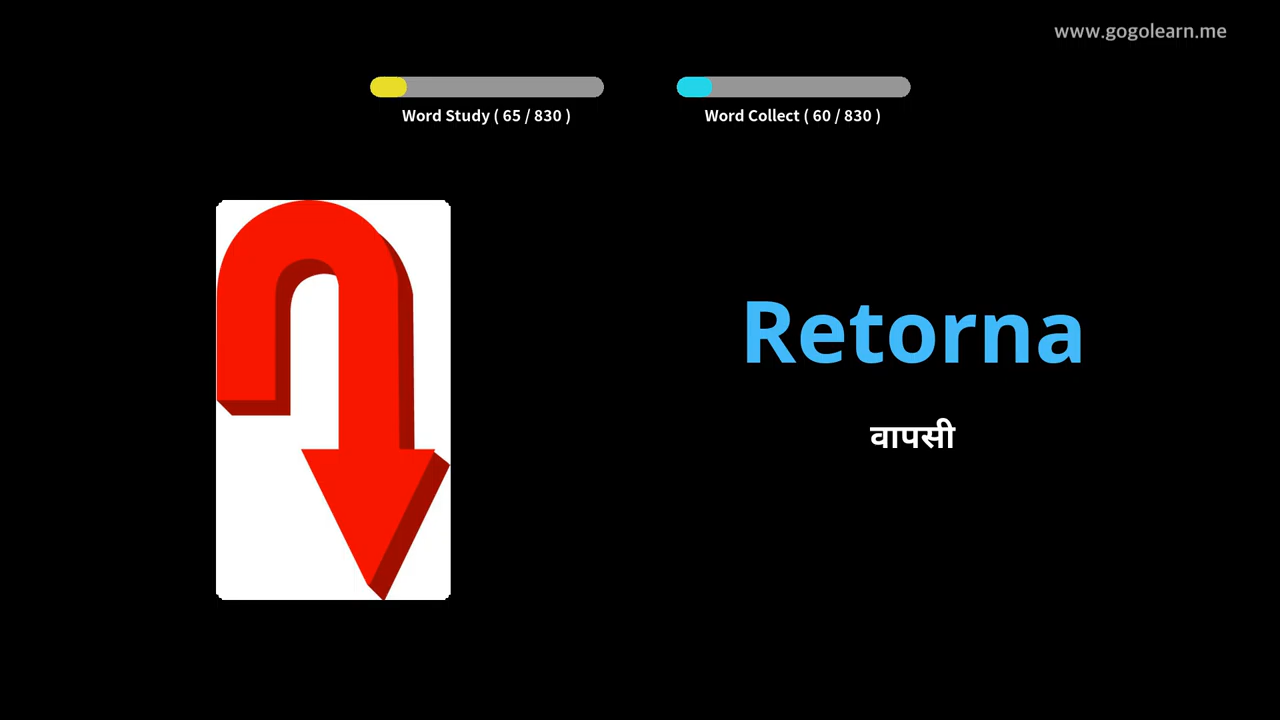 www.gogolearn.me
Word Study ( 65 / 830 )
Word Collect ( 60 / 830 )
Retorna
वापसी